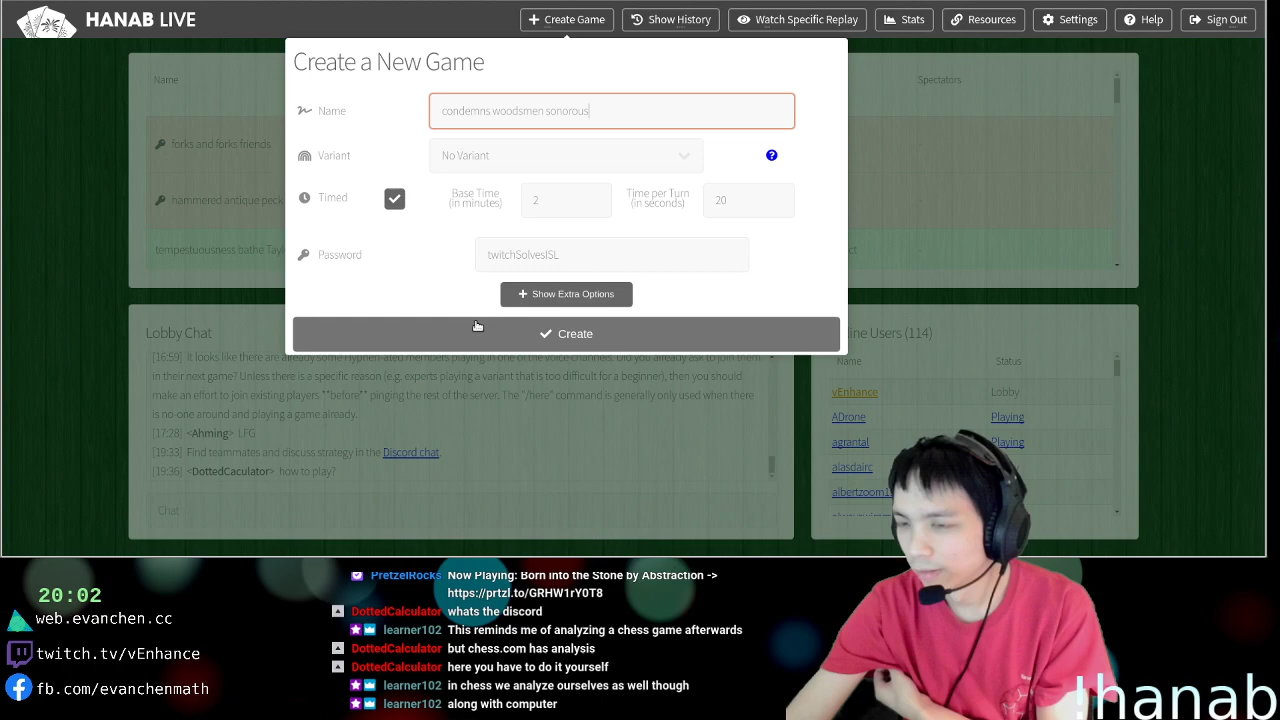 HANAB LIVE
Create Game
Show History
Watch Specific Replay
Stats
Resources
Settings
Help
Sign Out
Name
Spectators
forks and forks friends
hammered antique peck
tempestuousness bathe Tayl
Create a New Game
Name
condemns woodsmen sonorous
Variant
No Variant
?
Timed
Base Time
(in minutes)
2
Time per Turn
(in seconds)
20
Password
twitchSolvesISL
Show Extra Options
Create
Lobby Chat
[16:59] It looks like there are already some Hyphen-ated members playing in one of the voice channels. Did you already ask to join them
in their next game? Unless there is a specific reason (e.g. experts playing a variant that is too difficult for a beginner), then you should
make an effort to join existing players **before** pinging the rest of the server. The "/here" command is generally only used when there
is no-one around and playing a game already.
[17:28] <Ahming> LFG
[19:33] Find teammates and discuss strategy in the Discord chat.
[19:36] <DottedCaculator> how to play?
Chat
line Users (114)
Name
Status
vEnhance
Lobby
ADrone
Playing
agrantal
Playing
alasdairc
albertzoom1
20:02
web.evanchen.cc
twitch.tv/vEnhance
fb.com/evanchenmath
PretzelRocks Now Playing: Born into the Stone by Abstraction ->
https://prtzl.to/GRHW1rY0T8
DottedCalculator whats the discord
learner102 This reminds me of analyzing a chess game afterwards
DottedCalculator but chess.com has analysis
DottedCalculator here you have to do it yourself
learner102 in chess we analyze ourselves as well though
learner102 along with computer
!hanab